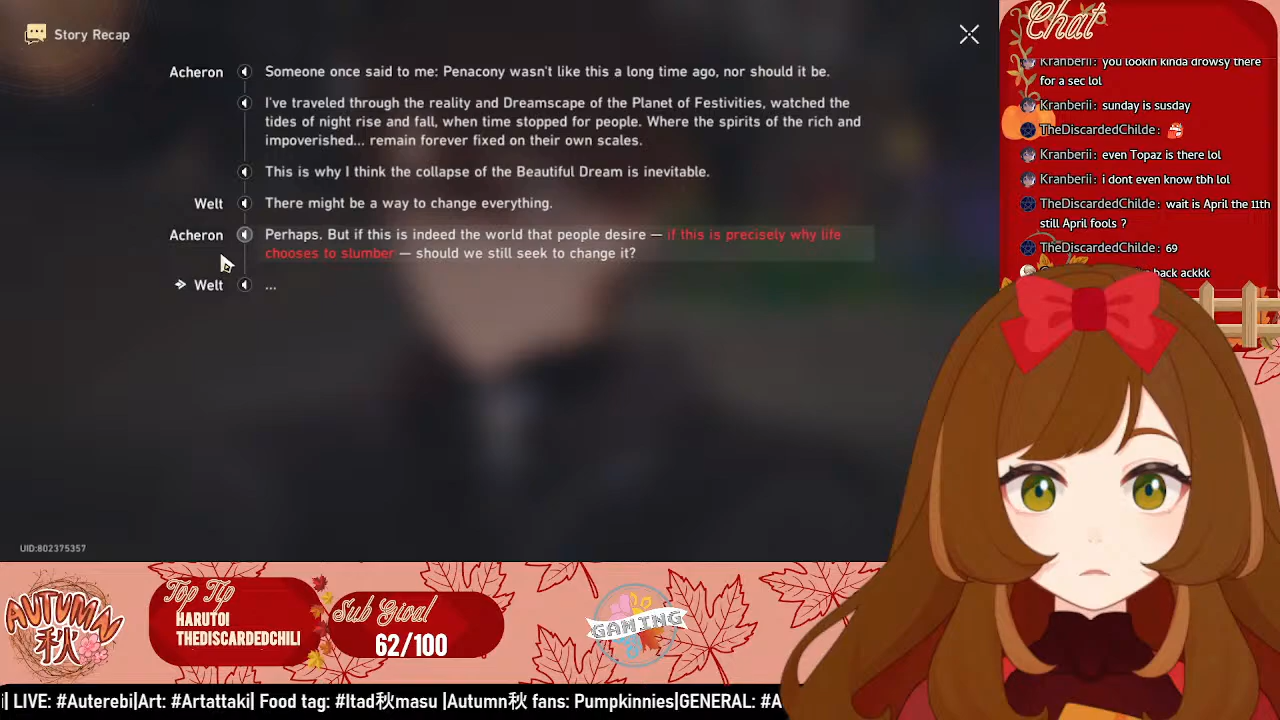 Story Recap
Acheron
Someone once said to me: Penacony wasn't like this a long time ago, nor should it be.
I've traveled through the reality and Dreamscape of the Planet of Festivities, watched the
tides of night rise and fall, when time stopped for people. Where the spirits of the rich and
impoverished... remain forever fixed on their own scales.
This is why I think the collapse of the Beautiful Dream is inevitable.
Welt
There might be a way to change everything.
Acheron
Perhaps. But if this is indeed the world that people desire — if this is precisely why life
chooses to slumber — should we still seek to change it?
Welt
...
UID:802375357
Chat
Kranberii: you lookin kinda drowsy there
for a sec lol
Kranberii: sunday is susday
TheDiscardedChilde:
Kranberii: even Topaz is there lol
Kranberii: i dont even know tbh lol
TheDiscardedChilde: wait is April the 11th
still April fools ?
TheDiscardedChilde: 69
back ackkk
AUTUMN
秋
Top Tip
HARUTOI
THEDISCARDEDCHILI
Sub Gioal
62/100
GAMING
| LIVE: #Auterebi|Art: #Artattaki| Food tag: #Itad秋masu |Autumn秋 fans: Pumpkinnies|GENERAL: #A